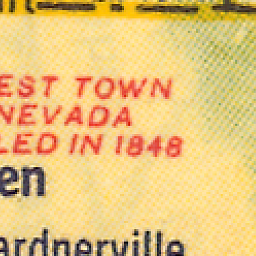 EST TOWN
NEVADA
LED IN 1848
en
ardnerville